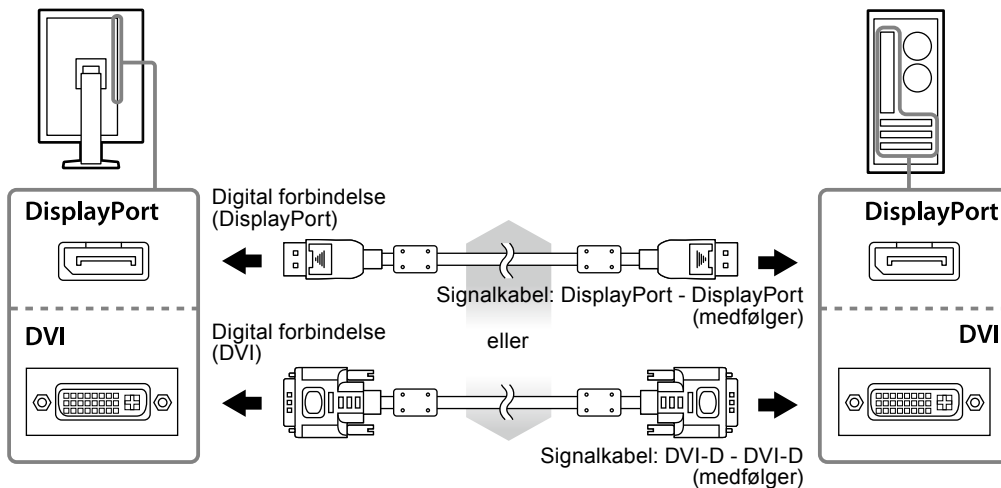 DisplayPort
Digital forbindelse
(DisplayPort)
DisplayPort
Signalkabel: DisplayPort - DisplayPort
(medfølger)
eller
DVI
Digital forbindelse
(DVI)
DVI
Signalkabel: DVI-D - DVI-D
(medfølger)